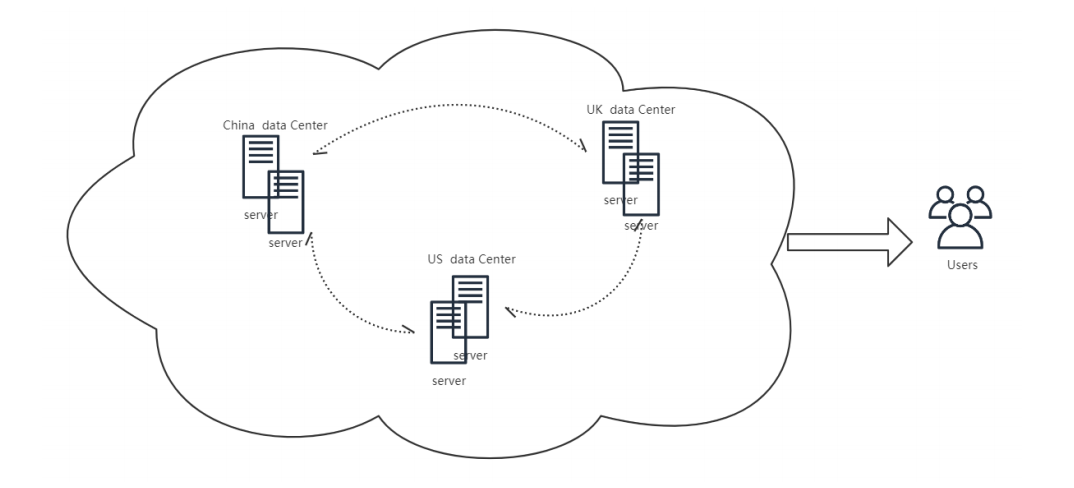 UK data Center
China data Center
server
server
server
server
US data Center
Users
server
server